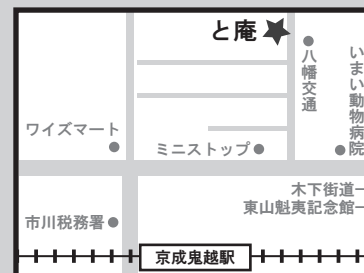 と庵
八幡交通
いまい動物病院
ワイズマート
ミニストップ
木下街道
東山魁夷記念館
市川税務署
京成鬼越駅